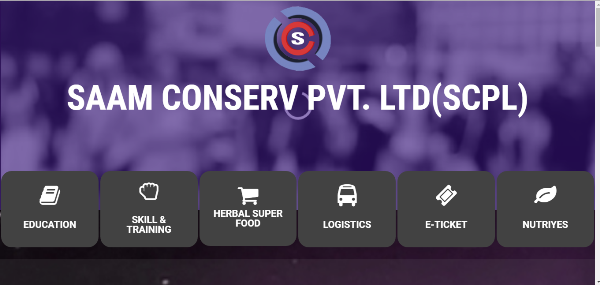 S
SAAM CONSERV PVT. LTD(SCPL)
EDUCATION
SKILL &
TRAINING
HERBAL SUPER
FOOD
LOGISTICS
E-TICKET
NUTRIYES